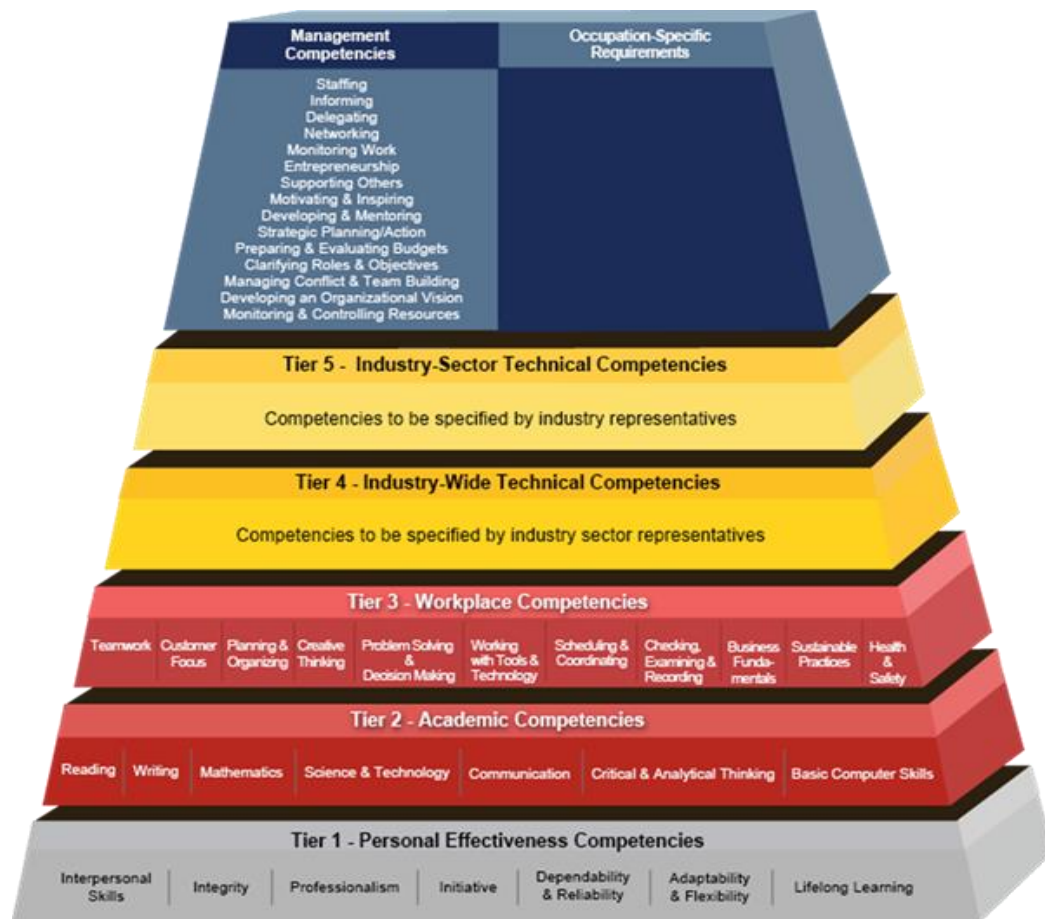 Management
Competencies
Occupation-Specific
Requirements
Staffing
Informing
Delegating
Networking
Monitoring Work
Entrepreneurship
Supporting Others
Motivating & Inspiring
Developing & Mentoring
Strategic Planning/Action
Preparing & Evaluating Budgets
Clarifying Roles & Objectives
Managing Conflict & Team Building
Developing an Organizational Vision
Monitoring & Controlling Resources
Tier 5 - Industry-Sector Technical Competencies
Competencies to be specified by industry representatives
Tier 4 - Industry-Wide Technical Competencies
Competencies to be specified by industry sector representatives
Tier 3 - Workplace Competencies
Teamwork
Customer
Focus
Planning &
Organizing
Creative
Thinking
Problem Solving
&
Decision Making
Working
with Tools &
Technology
Scheduling &
Coordinating
Checking,
Examining &
Recording
Business
Funda-
mentals
Sustainable
Practices
Health
&
Safety
Tier 2 - Academic Competencies
Reading
Writing
Mathematics
Science & Technology
Communication
Critical & Analytical Thinking
Basic Computer Skills
Tier 1 - Personal Effectiveness Competencies
Interpersonal
Skills
Integrity
Professionalism
Initiative
Dependability
& Reliability
Adaptability
& Flexibility
Lifelong Learning